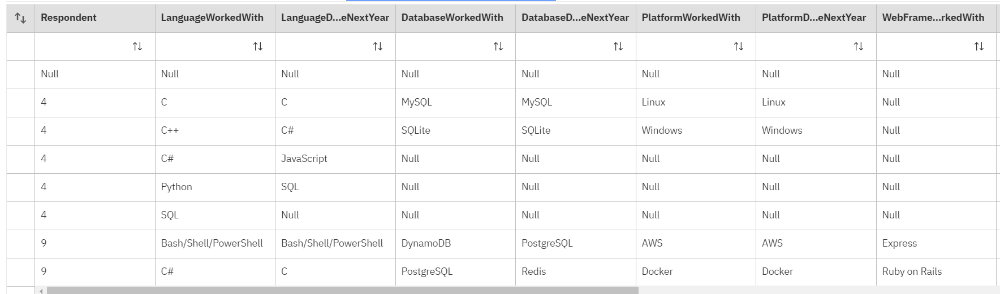 Respondent LanguageWorkedWith LanguageD...eNextYear DatabaseWorkedWith DatabaseD...eNextYear PlatformWorkedWith PlatformD...eNextYear WebFrame...rkedWith
Null Null Null Null Null Null Null Null
4 C C MySQL MySQL Linux Linux Null
4 C++ C# SQLite SQLite Windows Windows Null
4 C# JavaScript Null Null Null Null Null
4 Python SQL Null Null Null Null Null
4 SQL Null Null Null Null Null Null
9 Bash/Shell/PowerShell Bash/Shell/PowerShell DynamoDB PostgreSQL AWS AWS Express
9 C# C PostgreSQL Redis Docker Docker Ruby on Rails